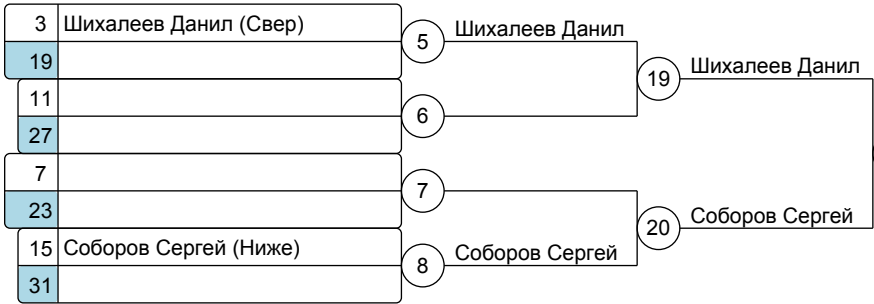 3 Шихалеев Данил (Свер)
19
5 Шихалеев Данил
11
27
6
19 Шихалеев Данил
7
23
7
15 Соборов Сергей (Ниже)
31
8 Соборов Сергей
20 Соборов Сергей